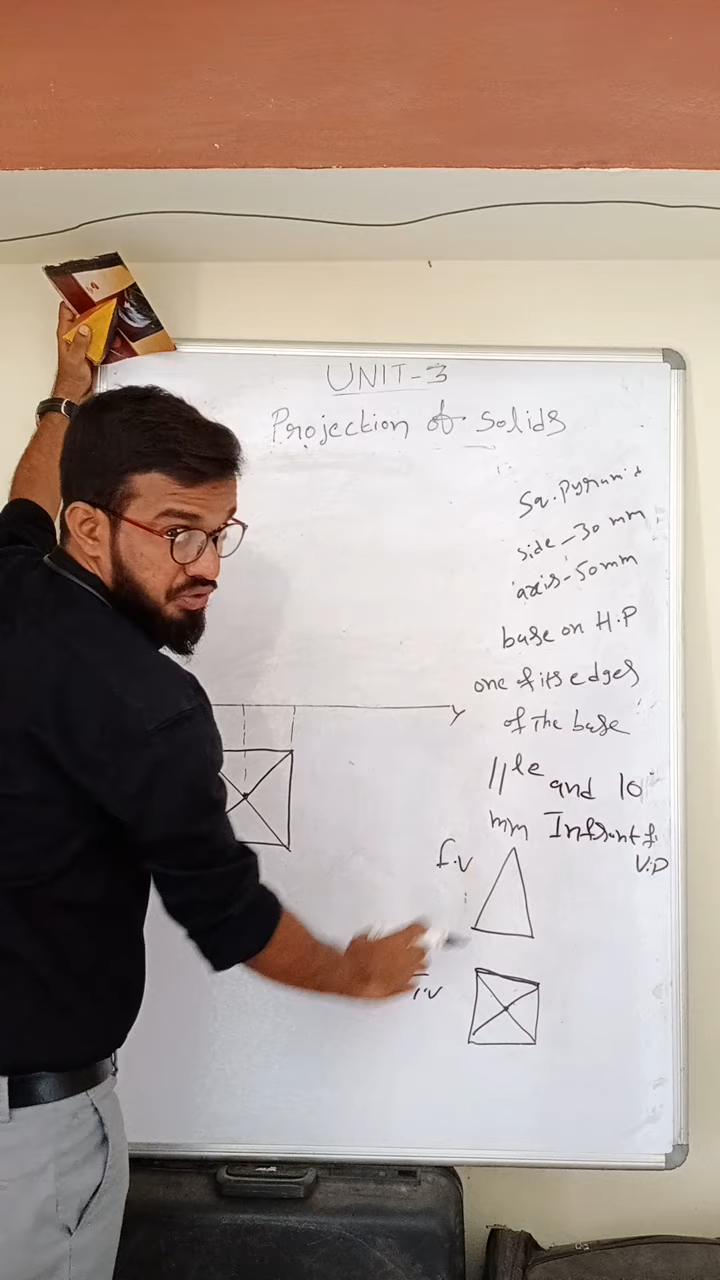 UNIT-3
Projection of solids
Sq. Pyramid
side - 30 mm
axis - 50mm
base on H.P
one of its edges
of the base
//le and 10
mm Infront of
V.P
f.v
T.V
y